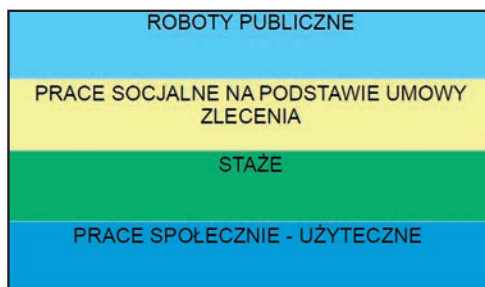 ROBOTY PUBLICZNE
PRACE SOCJALNE NA PODSTAWIE UMOWY
ZLECENIA
STAŻE
PRACE SPOŁECZNIE - UŻYTECZNE